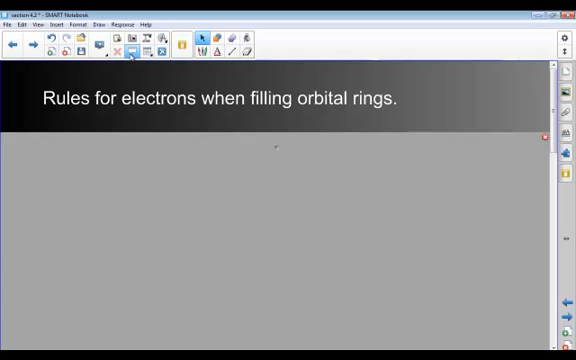 section 4.2 * - SMART Notebook
File Edit View Insert Format Draw Response Help
Rules for electrons when filling orbital rings.